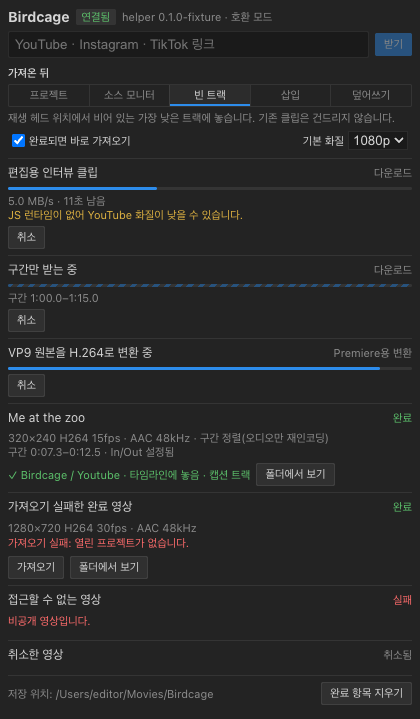 Birdcage 연결됨 helper 0.1.0-fixture · 호환 모드
YouTube · Instagram · TikTok 링크 받기
가져온 뒤
프로젝트 소스 모니터 빈 트랙 삽입 덮어쓰기
재생 헤드 위치에서 비어 있는 가장 낮은 트랙에 놓습니다. 기존 클립은 건드리지 않습니다.
완료되면 바로 가져오기 기본 화질 1080p
편집용 인터뷰 클립 다운로드
5.0 MB/s · 11초 남음
JS 런타임이 없어 YouTube 화질이 낮을 수 있습니다.
취소
구간만 받는 중 다운로드
구간 1:00.0–1:15.0
취소
VP9 원본을 H.264로 변환 중 Premiere용 변환
취소
Me at the zoo 완료
320×240 H264 15fps · AAC 48kHz · 구간 정렬(오디오만 재인코딩)
구간 0:07.3–0:12.5 · In/Out 설정됨
✓ Birdcage / Youtube · 타임라인에 놓음 · 캡션 트랙 폴더에서 보기
가져오기 실패한 완료 영상 완료
1280×720 H264 30fps · AAC 48kHz
가져오기 실패: 열린 프로젝트가 없습니다.
가져오기 폴더에서 보기
접근할 수 없는 영상 실패
비공개 영상입니다.
취소한 영상 취소됨
저장 위치: /Users/editor/Movies/Birdcage 완료 항목 지우기